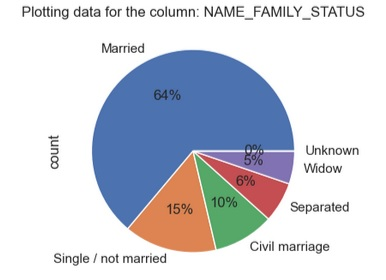 Plotting data for the column: NAME_FAMILY_STATUS
Married
64%
count
0%
Unknown
5%
Widow
6%
Separated
15%
10%
Civil marriage
Single / not married